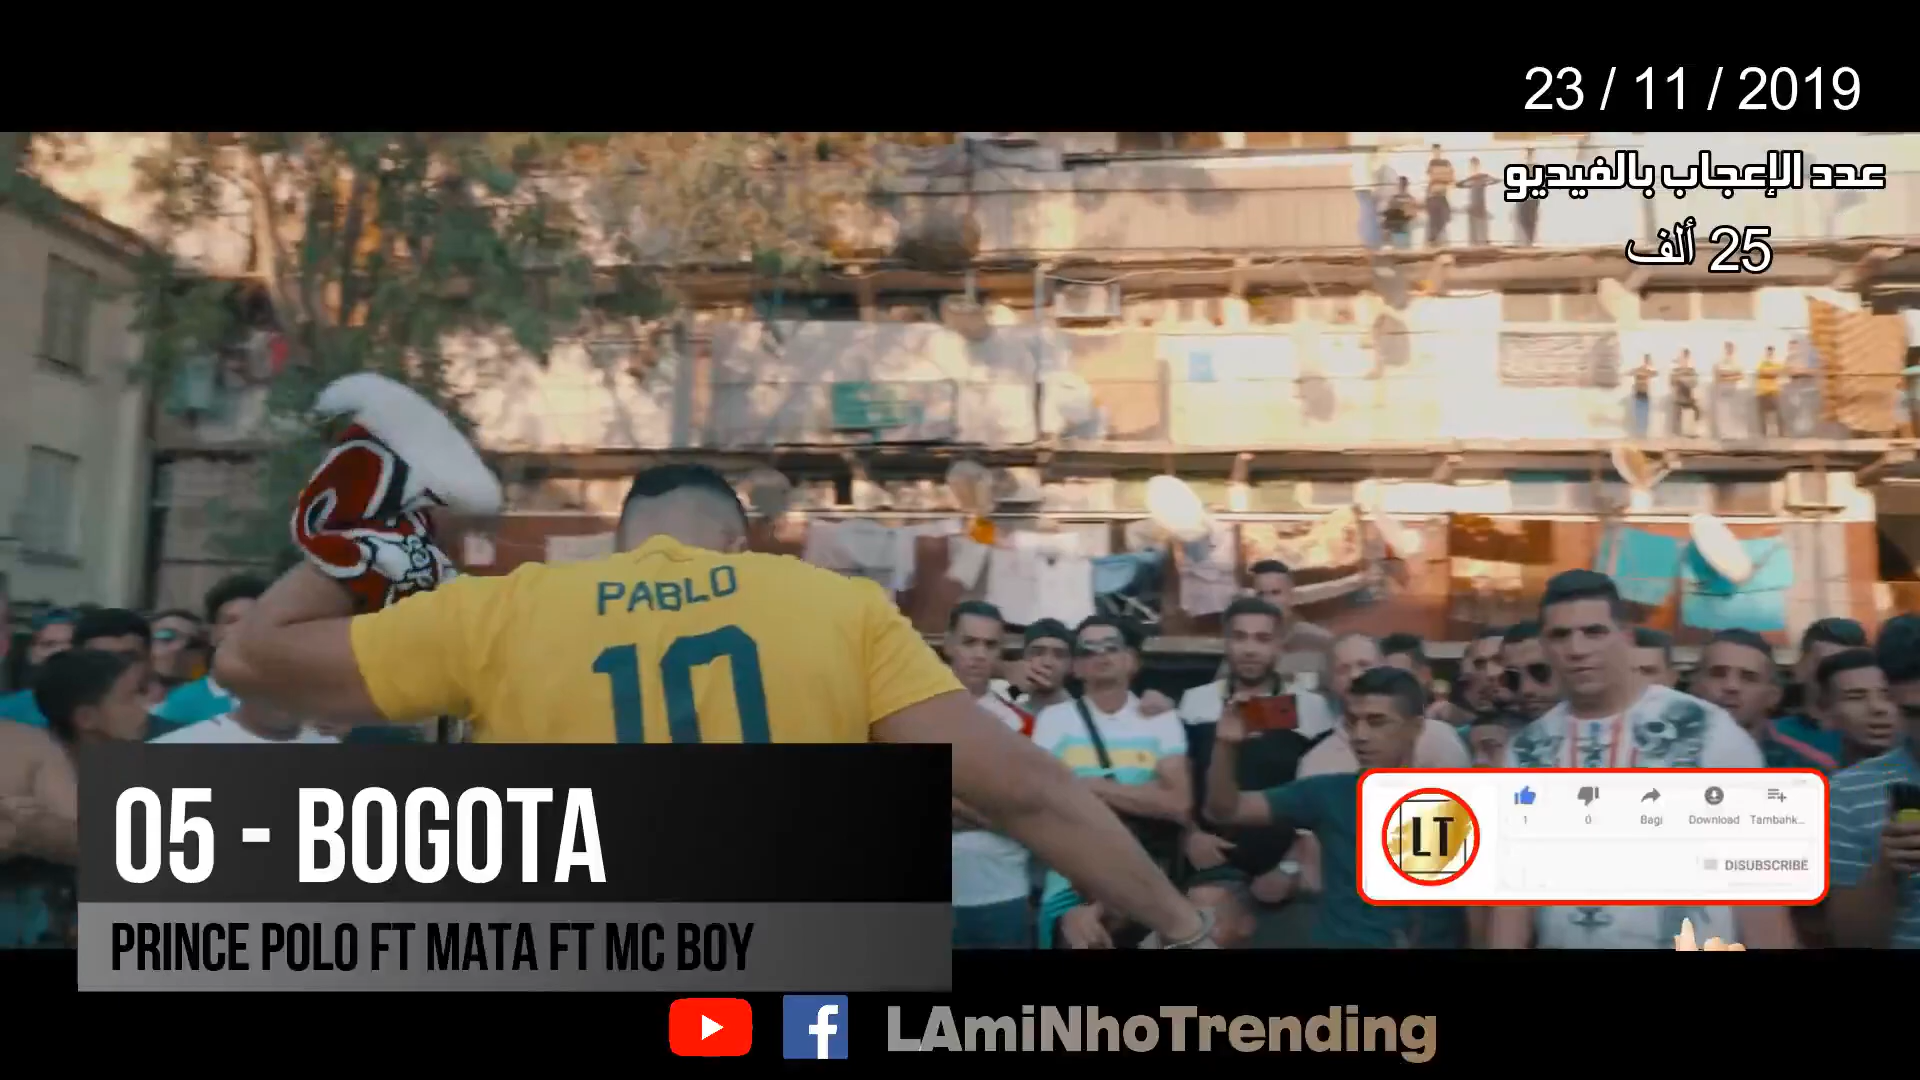 23 / 11 / 2019
عدد الإعجاب بالفيديو
25 ألف
PABLO
10
05 - BOGOTA
PRINCE POLO FT MATA FT MC BOY
LT
1
0
Bagi
Download
Tambahk...
DISUBSCRIBE
LAmiNhoTrending